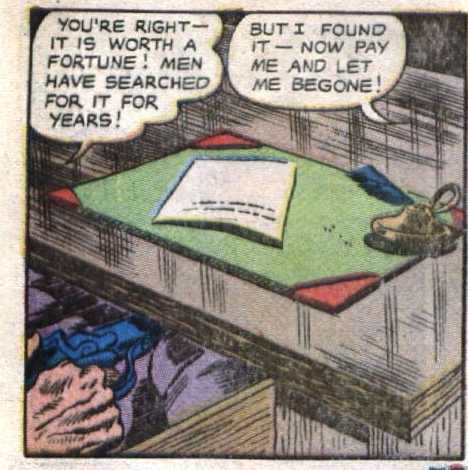 YOU'RE RIGHT—
IT IS WORTH A
FORTUNE! MEN
HAVE SEARCHED
FOR IT FOR
YEARS!
BUT I FOUND
IT — NOW PAY
ME AND LET
ME BEGONE!